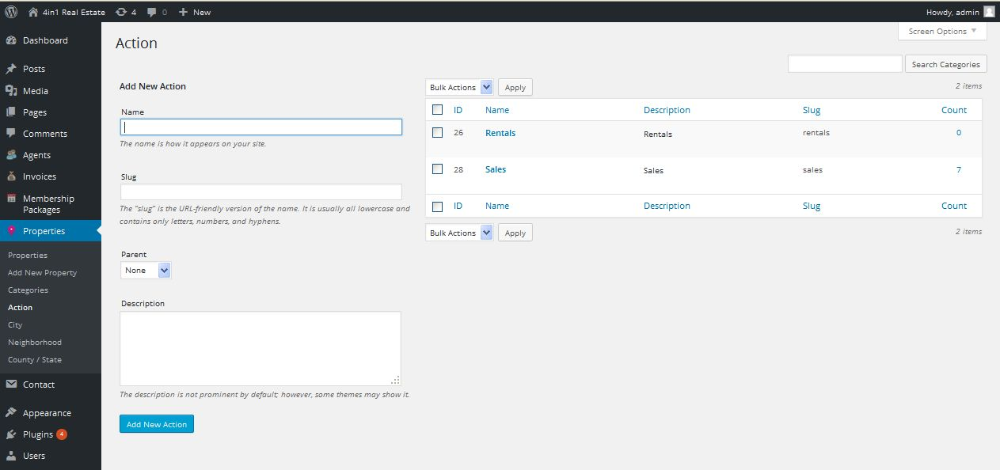 4in1 Real Estate 4 0 New Howdy, admin
Screen Options
Action
Search Categories
Dashboard
Posts
Media
Pages
Comments
Agents
Invoices
Membership
Packages
Properties
Properties
Add New Property
Categories
Action
City
Neighborhood
County / State
Contact
Appearance
Plugins 4
Users
Add New Action
Name
The name is how it appears on your site.
Slug
The “slug” is the URL-friendly version of the name. It is usually all lowercase and
contains only letters, numbers, and hyphens.
Parent
None
Description
The description is not prominent by default; however, some themes may show it.
Add New Action
Bulk Actions Apply 2 items
ID Name Description Slug Count
26 Rentals Rentals rentals 0
28 Sales Sales sales 7
ID Name Description Slug Count
Bulk Actions Apply 2 items